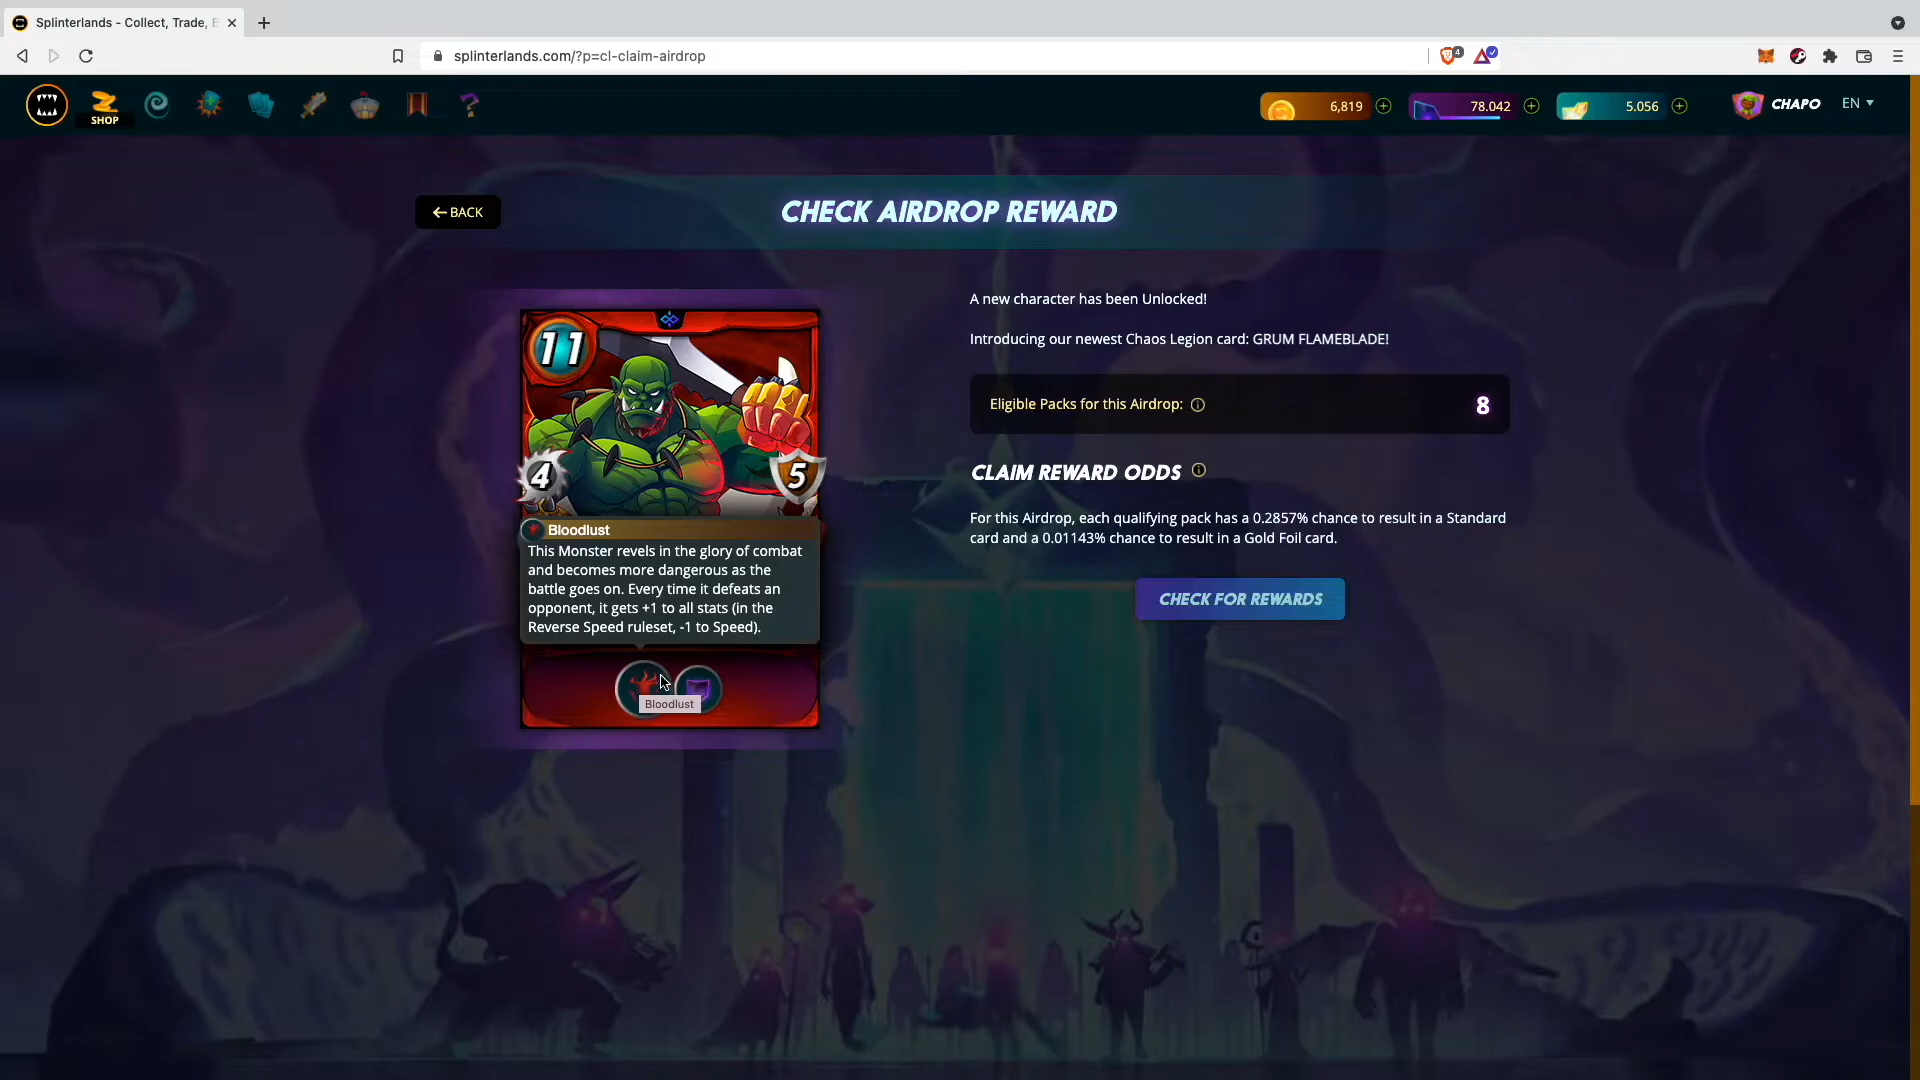 Splinterlands - Collect, Trade, B
splinterlands.com/?p=cl-claim-airdrop
4
SHOP
6,819
78.042
5.056
CHAPO
EN
BACK
CHECK AIRDROP REWARD
11
4
5
Bloodlust
This Monster revels in the glory of combat
and becomes more dangerous as the
battle goes on. Every time it defeats an
opponent, it gets +1 to all stats (in the
Reverse Speed ruleset, -1 to Speed).
Bloodlust
A new character has been Unlocked!
Introducing our newest Chaos Legion card: GRUM FLAMEBLADE!
Eligible Packs for this Airdrop:
8
CLAIM REWARD ODDS
For this Airdrop, each qualifying pack has a 0.2857% chance to result in a Standard
card and a 0.01143% chance to result in a Gold Foil card.
CHECK FOR REWARDS